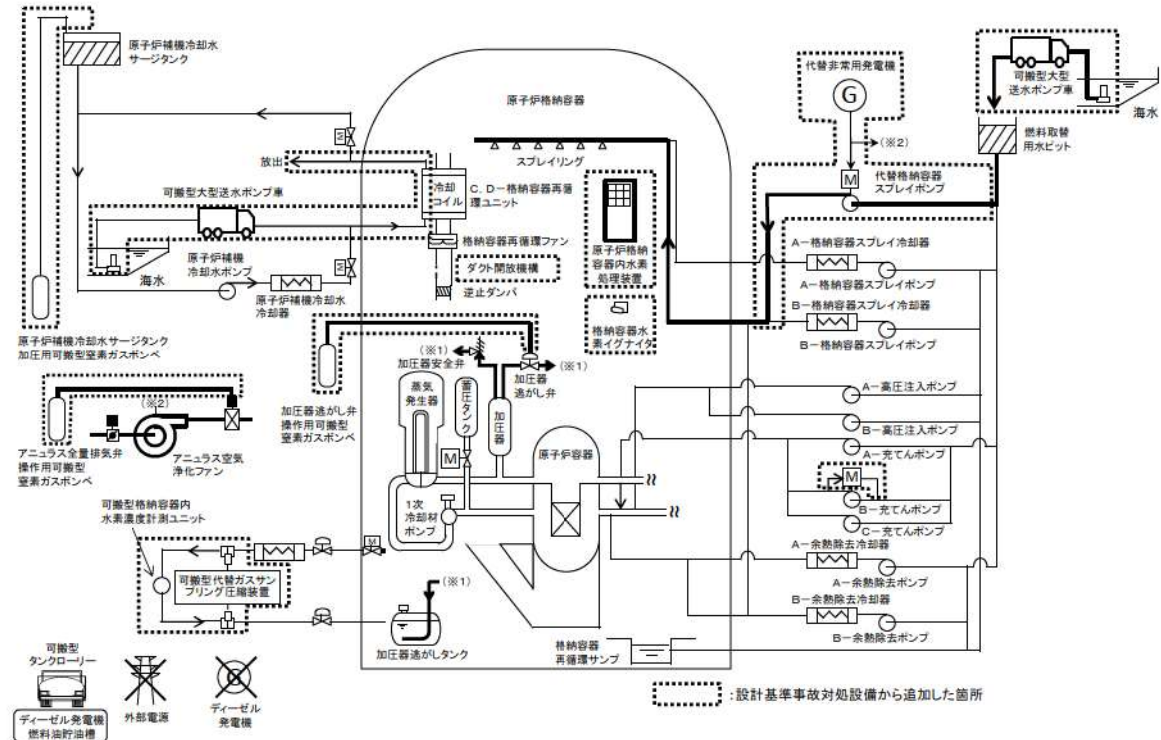 原子炉補機冷却水
サージタンク
原子炉格納容器
代替非常用発電機
G
可搬型大型
送水ポンプ車
海水
M
放出
スプレイリング
(※2)
燃料取替
用水ピット
M
代替格納容器
スプレイポンプ
可搬型大型送水ポンプ車
冷却
コイル
C,D-格納容器再循
環ユニット
格納容器再循環ファン
原子炉格納
容器内水素
処理装置
A-格納容器スプレイ冷却器
海水
原子炉補機
冷却水ポンプ
M
ダクト開放機構
A-格納容器スプレイポンプ
原子炉補機冷却水
冷却器
逆止ダンパ
B-格納容器スプレイ冷却器
格納容器水
素イグナイタ
B-格納容器スプレイポンプ
原子炉補機冷却水サージタンク
加圧用可搬型窒素ガスボンベ
(※1)
加圧器安全弁
(※1)
加圧器
逃がし弁
蒸気
発生器
蓄圧タンク
加圧器
加圧器逃がし弁
操作用可搬型
窒素ガスボンベ
A-高圧注入ポンプ
(※2)
B-高圧注入ポンプ
A-充てんポンプ
アニュラス全量排気弁
操作用可搬型
窒素ガスボンベ
アニュラス空気
浄化ファン
M
原子炉容器
M
B-充てんポンプ
可搬型格納容器内
水素濃度計測ユニット
1次
冷却材
ポンプ
C-充てんポンプ
M
A-余熱除去冷却器
可搬型代替ガスサン
プリング圧縮装置
(※1)
A-余熱除去ポンプ
B-余熱除去冷却器
加圧器逃がしタンク
格納容器
再循環サンプ
B-余熱除去ポンプ
可搬型
タンクローリー
ディーゼル発電機
燃料油貯油槽
外部電源
ディーゼル
発電機
:設計基準事故対処設備から追加した箇所